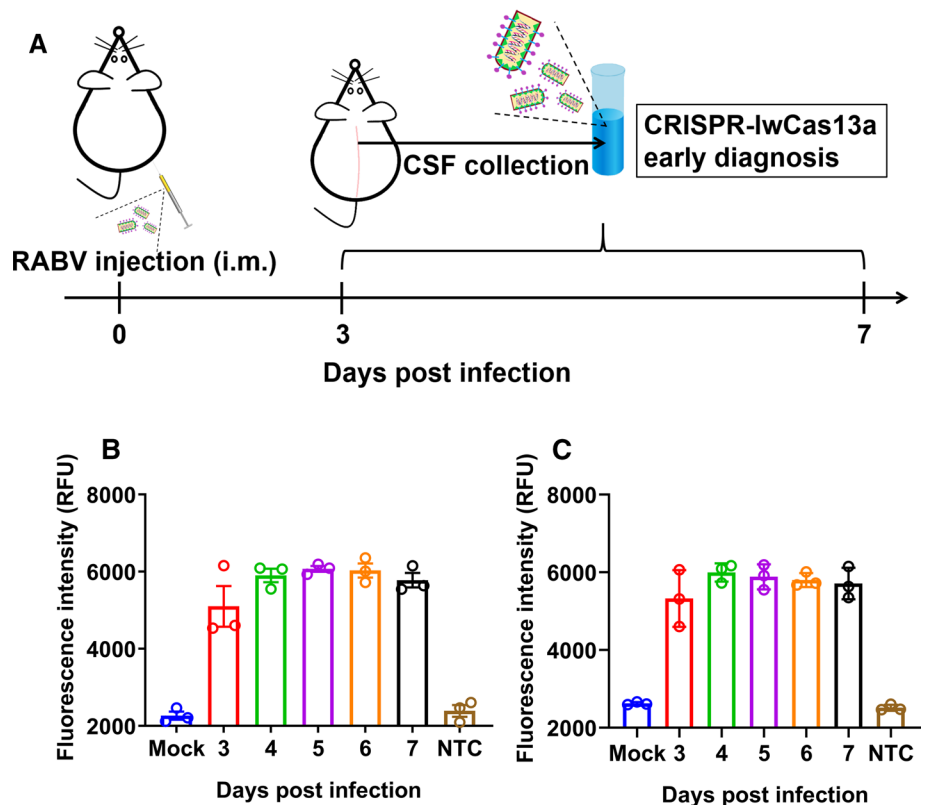 A
CRISPR-lwCas13a
early diagnosis
CSF collection
RABV injection (i.m.)
0
3
7
Days post infection
B
Fluorescence intensity (RFU)
8000
6000
4000
2000
Mock 3 4 5 6 7 NTC
Days post infection
C
Fluorescence intensity (RFU)
8000
6000
4000
2000
Mock 3 4 5 6 7 NTC
Days post infection